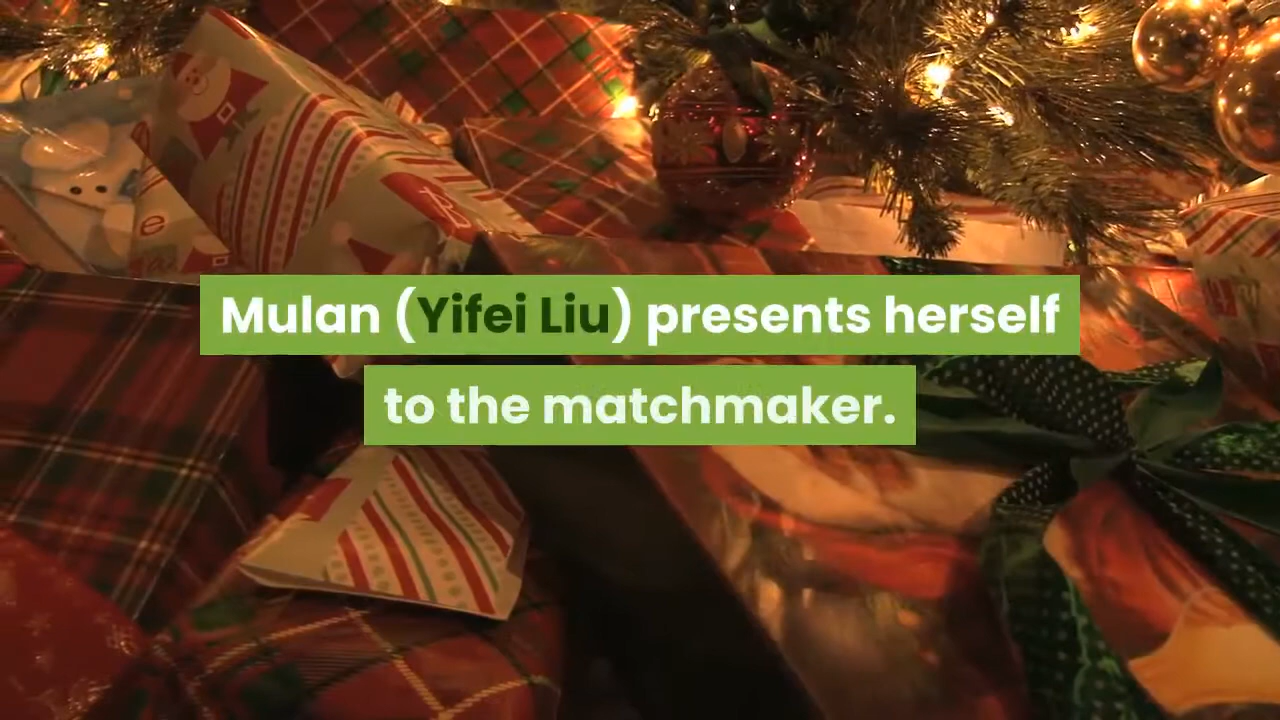 Mulan (Yifei Liu) presents herself
to the matchmaker.